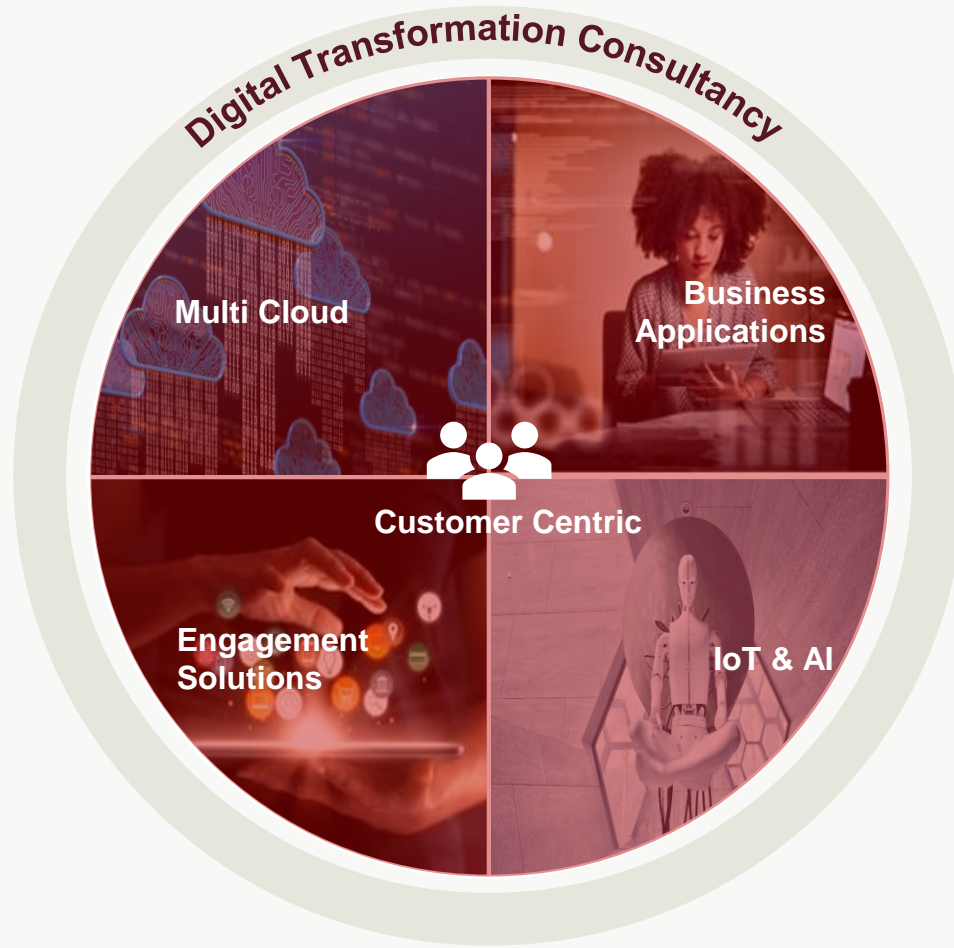 Digital Transformation Consultancy
Multi Cloud
Business
Applications
Customer Centric
Engagement
Solutions
IoT & AI